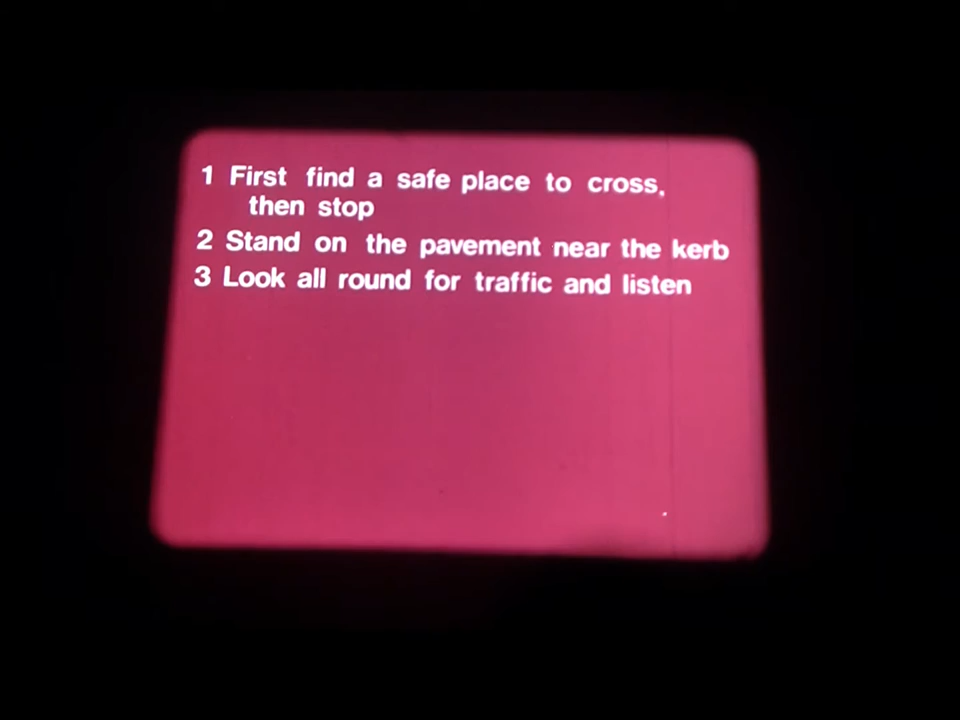 1 First find a safe place to cross,
then stop
2 Stand on the pavement near the kerb
3 Look all round for traffic and listen